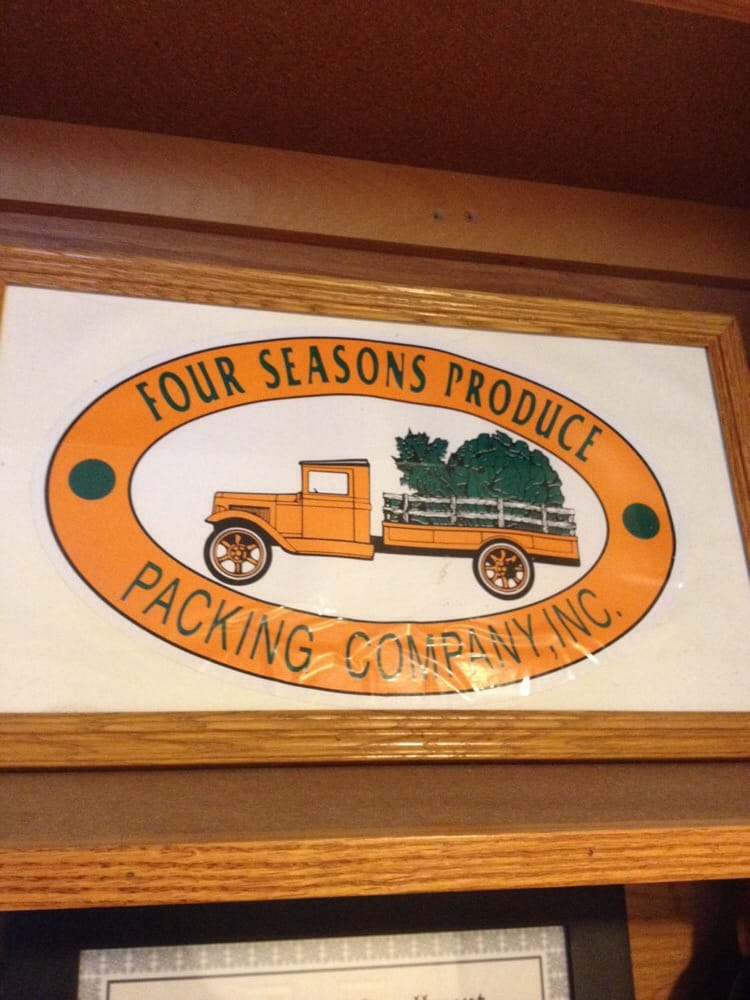 FOUR SEASONS PRODUCE
PACKING COMPANY, INC.